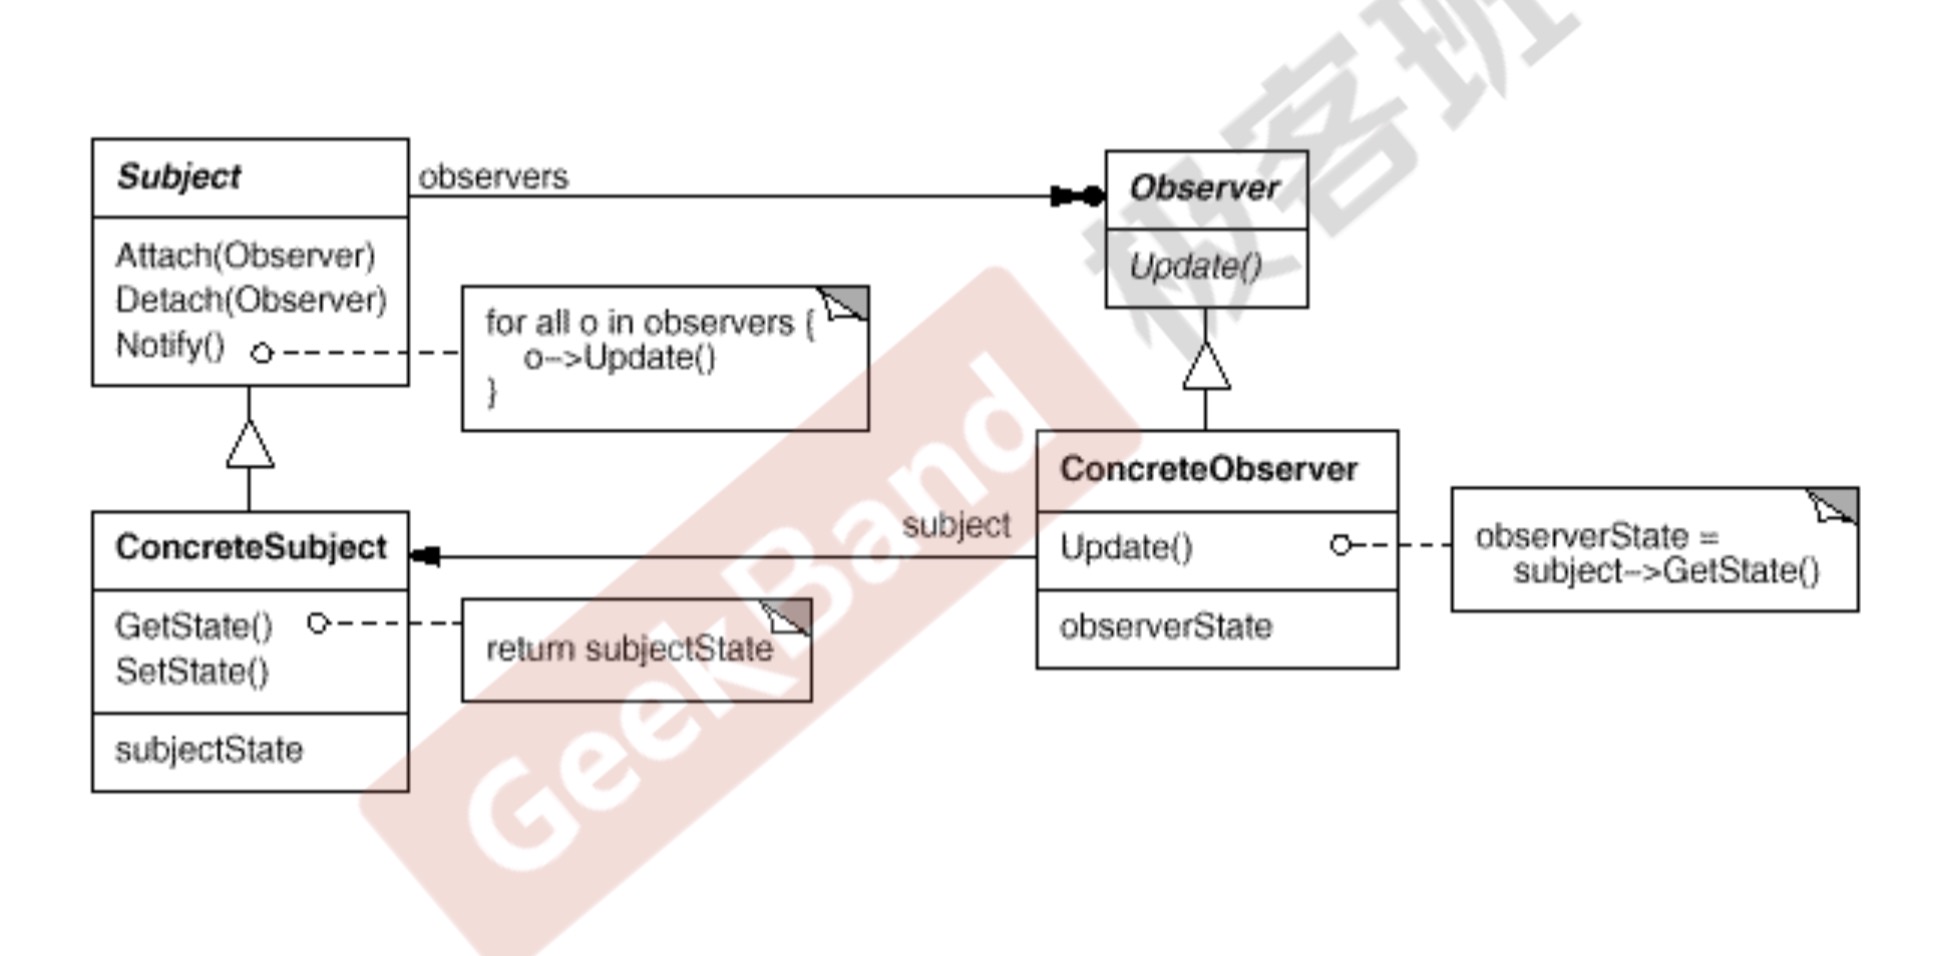 Subject
observers
Observer
Attach(Observer)
Detach(Observer)
Notify()
Update()
for all o in observers {
o->Update()
}
ConcreteSubject
GetState()
SetState()
subjectState
return subjectState
subject
ConcreteObserver
Update()
observerState
observerState =
subject->GetState()
GeekBand
极客班